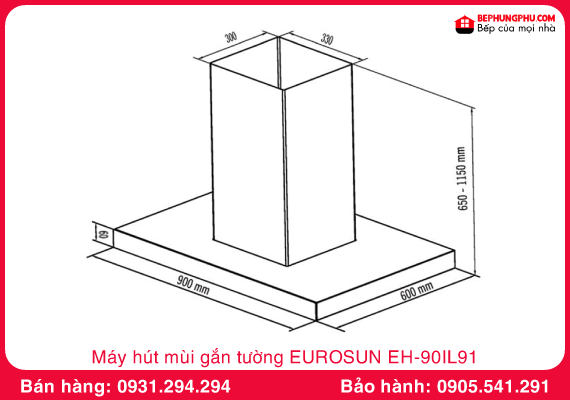 BEPHUNGPHU.COM
Bếp của mọi nhà
300
330
650 - 1150 mm
60
900 mm
600 mm
Máy hút mùi gắn tường EUROSUN EH-90IL91
Bán hàng: 0931.294.294
Bảo hành: 0905.541.291